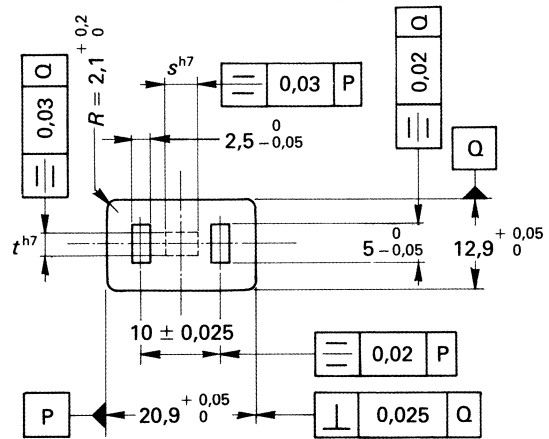 Q
0,03
R = 2,1 + 0,2 0
s h7
0,03 P
Q
0,02
2,5 0 - 0,05
Q
t h7
5 0 - 0,05
12,9 + 0,05 0
10 ± 0,025
0,02 P
P
20,9 + 0,05 0
⊥ 0,025 Q